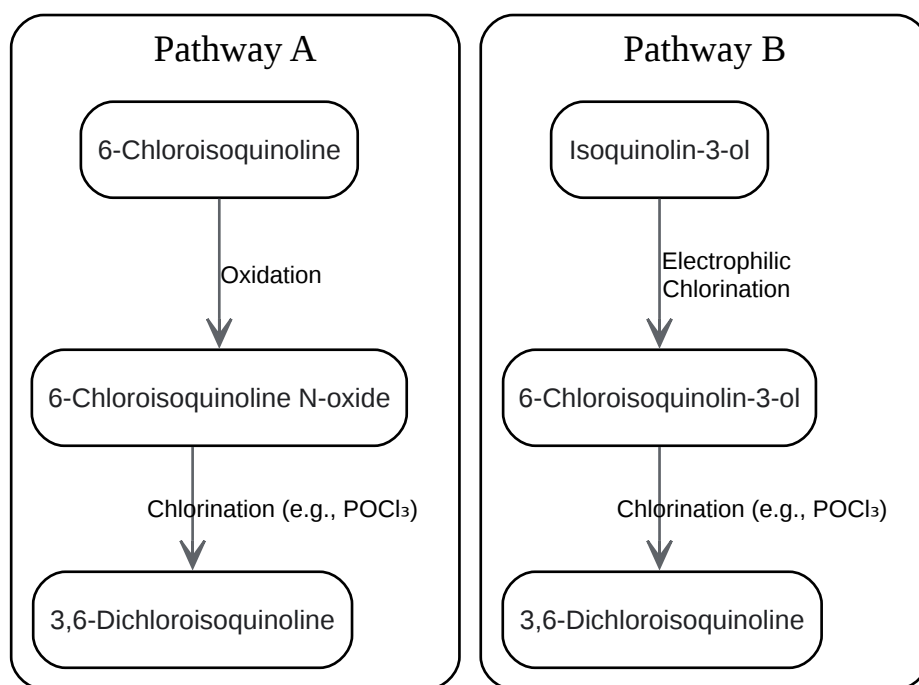 Pathway A
6-Chloroisoquinoline
Oxidation
6-Chloroisoquinoline N-oxide
Chlorination (e.g., POCl₃)
3,6-Dichloroisoquinoline
Pathway B
Isoquinolin-3-ol
Electrophilic
Chlorination
6-Chloroisoquinolin-3-ol
Chlorination (e.g., POCl₃)
3,6-Dichloroisoquinoline